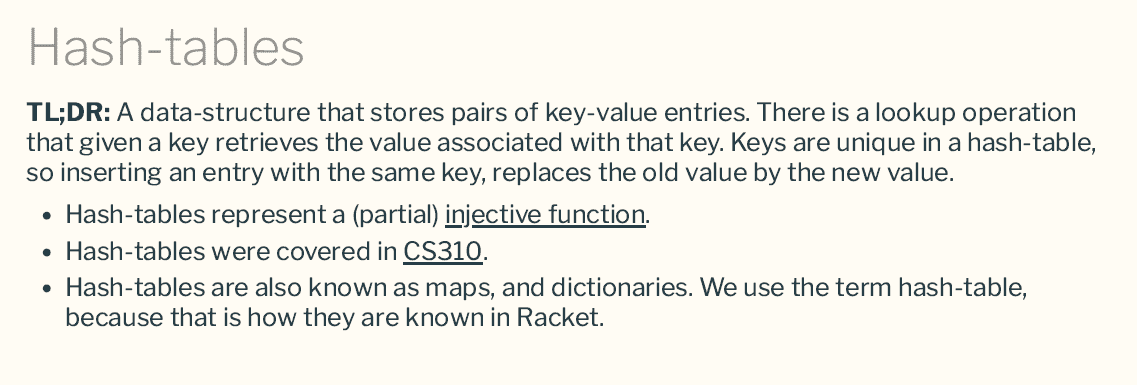 Hash-tables
TL;DR: A data-structure that stores pairs of key-value entries. There is a lookup operation
that given a key retrieves the value associated with that key. Keys are unique in a hash-table,
so inserting an entry with the same key, replaces the old value by the new value.
• Hash-tables represent a (partial) injective function.
• Hash-tables were covered in CS310.
• Hash-tables are also known as maps, and dictionaries. We use the term hash-table,
because that is how they are known in Racket.